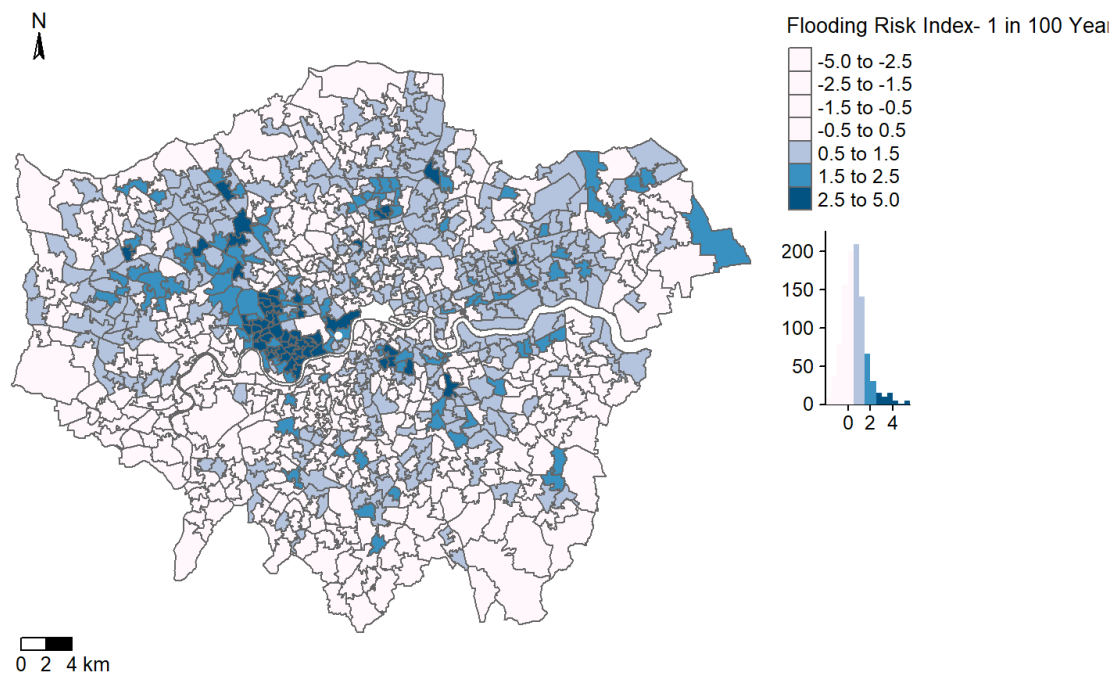 N
Flooding Risk Index- 1 in 100 Year
-5.0 to -2.5
-2.5 to -1.5
-1.5 to -0.5
-0.5 to 0.5
0.5 to 1.5
1.5 to 2.5
2.5 to 5.0
200
150
100
50
0
0 2 4
0 2 4 km